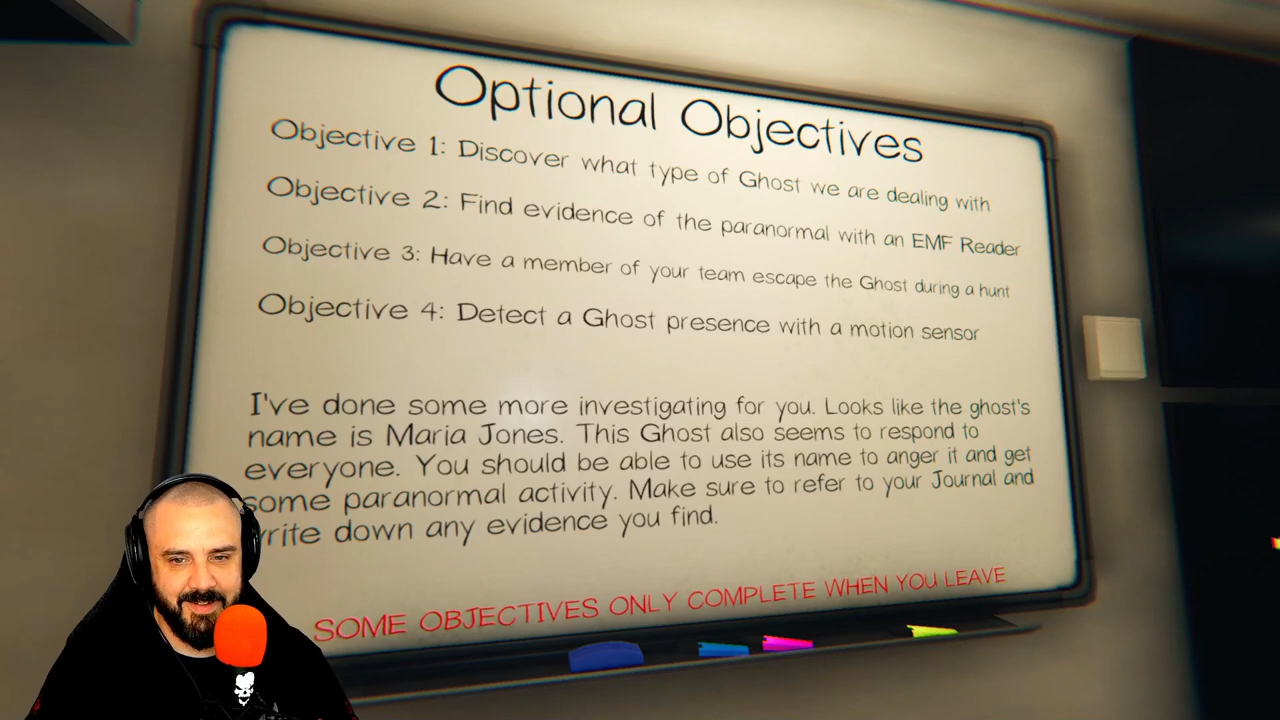 Optional Objectives
Objective 1: Discover what type of Ghost we are dealing with
Objective 2: Find evidence of the paranormal with an EMF Reader
Objective 3: Have a member of your team escape the Ghost during a hunt
Objective 4: Detect a Ghost presence with a motion sensor
I've done some more investigating for you. Looks like the ghost's
name is Maria Jones. This Ghost also seems to respond to
everyone. You should be able to use its name to anger it and get
some paranormal activity. Make sure to refer to your Journal and
write down any evidence you find.
SOME OBJECTIVES ONLY COMPLETE WHEN YOU LEAVE